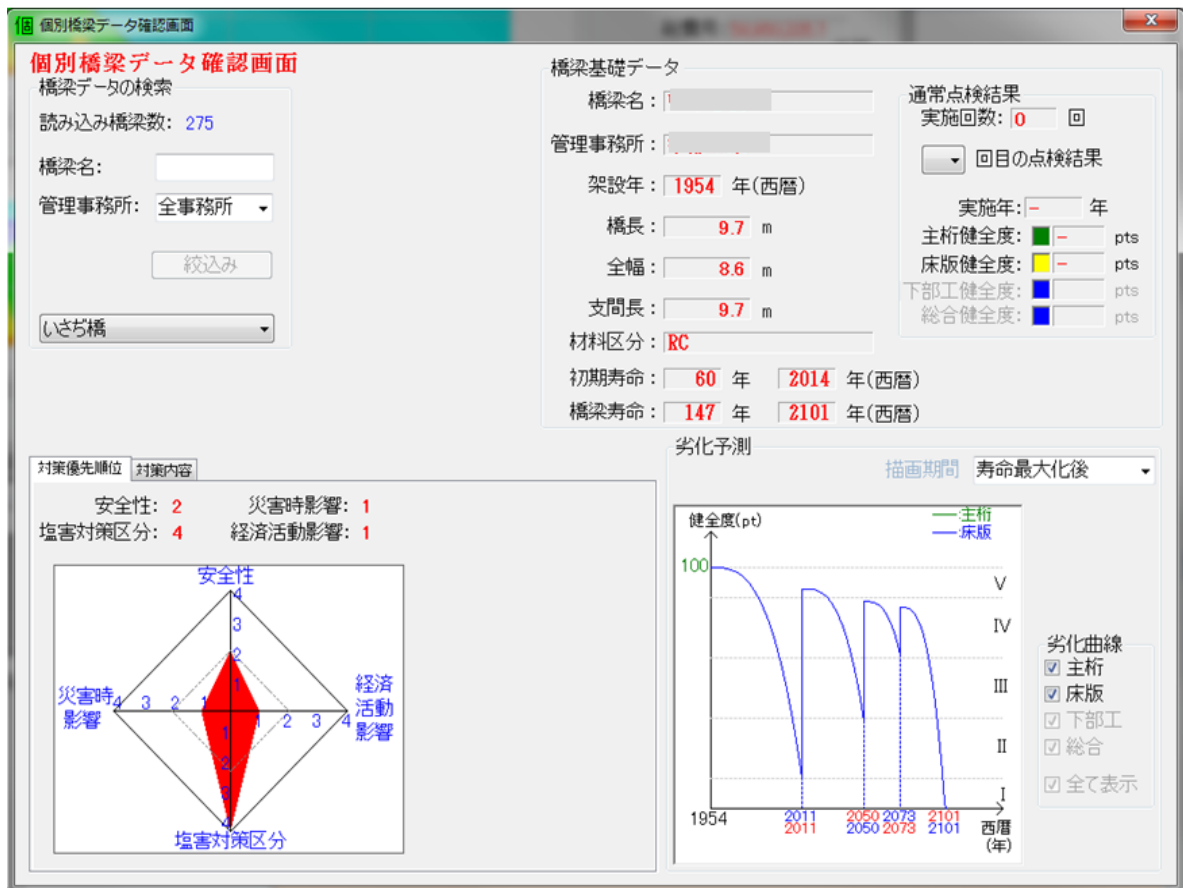 個 個別橋梁データ確認画面
個別橋梁データ確認画面
橋梁データの検索
読み込み橋梁数: 275
橋梁名:
管理事務所: 全事務所
絞込み
いさぢ橋
橋梁基礎データ
橋梁名:
管理事務所:
架設年: 1954 年(西暦)
橋長: 9.7 m
全幅: 8.6 m
支間長: 9.7 m
材料区分: RC
初期寿命: 60 年 2014 年(西暦)
橋梁寿命: 147 年 2101 年(西暦)
通常点検結果
実施回数: 0 回
回目の点検結果
実施年: - 年
主桁健全度: - pts
床版健全度: - pts
下部工健全度: pts
総合健全度: pts
対策優先順位 対策内容
安全性: 2 災害時影響: 1
塩害対策区分: 4 経済活動影響: 1
安全性
4
3
2
1
災害時影響
4 3 2 1
1 2 3 4
経済活動影響
1
2
3
4
塩害対策区分
劣化予測
描画期間 寿命最大化後
健全度(pt)
―:主桁
―:床版
100
V
IV
III
II
I
1954 2011 2050 2073 2101
2011 2050 2073 2101
西暦
(年)
劣化曲線
主桁
床版
下部工
総合
全て表示